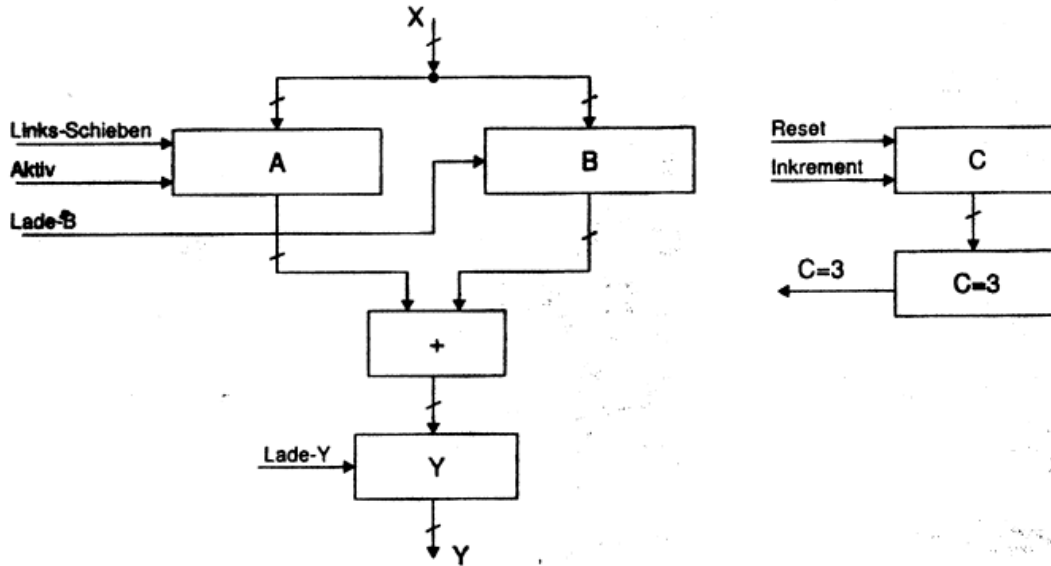 X
Links-Schieben
Aktiv
A
B
Lade-B
Reset
Inkrement
C
C=3
C=3
+
Lade-Y
Y
Y